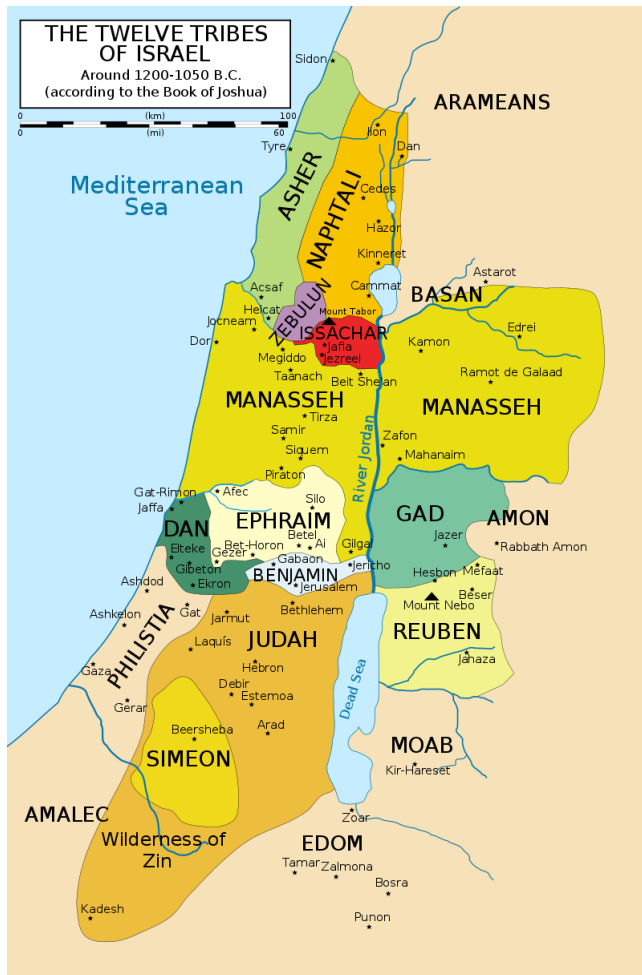 THE TWELVE TRIBES
OF ISRAEL
Around 1200-1050 B.C.
(according to the Book of Joshua)
0 (km) 100
0 (mi) 60
Sidon
ARAMEANS
Ijon
Tyre
Dan
Mediterranean
Sea
ASHER
NAPHTALI
Cedes
Hazor
Kinneret
Astarot
Acsaf
Cammat
BASAN
Helcat
ZEBULUN
Mount Tabor
Jocneam
ISSACHAR
Edrei
Dor
Jafia
Kamon
Megiddo
Jezreel
Taanach
Beit Shelan
Ramot de Galaad
MANASSEH
MANASSEH
Tirza
River Jordan
Samir
Zafon
Siquem
Mahanaim
Piraton
Gat-Rimon
Afec
Jaffa
Silo
DAN
EPHRAIM
GAD
AMON
Betel
Jazer
Elteke
Bet-Horon
Ai
Gilgal
Rabbath Amon
Gezer
Gabaon
Jericho
Gibeton
BENJAMIN
Hesbon
Mefaat
Ashdod
Ekron
Jerusalem
Beser
Mount Nebo
Gat
Bethlehem
Ashkelon
Jarmut
PHILISTIA
JUDAH
REUBEN
Laquís
Jahaza
Gaza
Hebron
Dead Sea
Debir
Estemoa
Gerar
Beersheba
Arad
MOAB
SIMEON
Kir-Hareset
AMALEC
Zoar
Wilderness of
Zin
EDOM
Tamar
Zalmona
Bosra
Kadesh
Punon